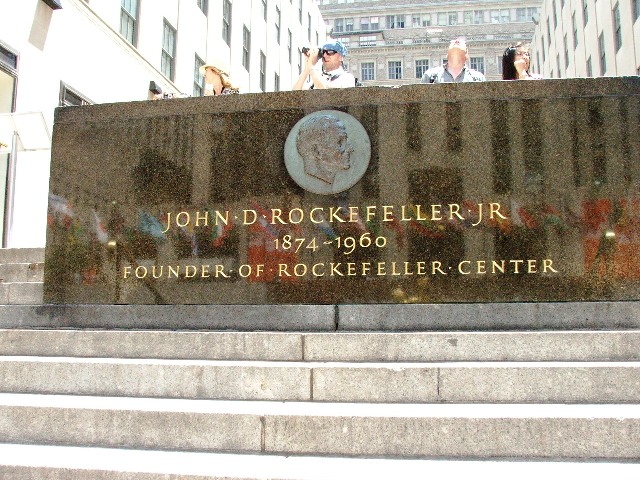 JOHN·D·ROCKEFELLER·JR
1874-1960
FOUNDER·OF·ROCKEFELLER·CENTER